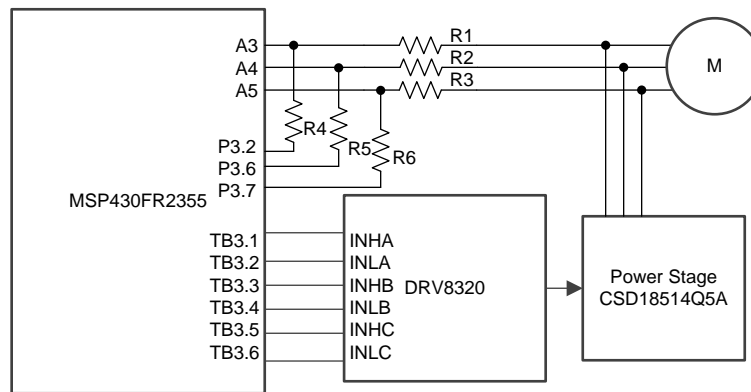 A3
R1
A4
R2
A5
R3
M
R4
P3.2
R5
P3.6
R6
P3.7
MSP430FR2355
TB3.1
INHA
TB3.2
INLA
TB3.3
INHB
DRV8320
TB3.4
INLB
TB3.5
INHC
TB3.6
INLC
Power Stage
CSD18514Q5A